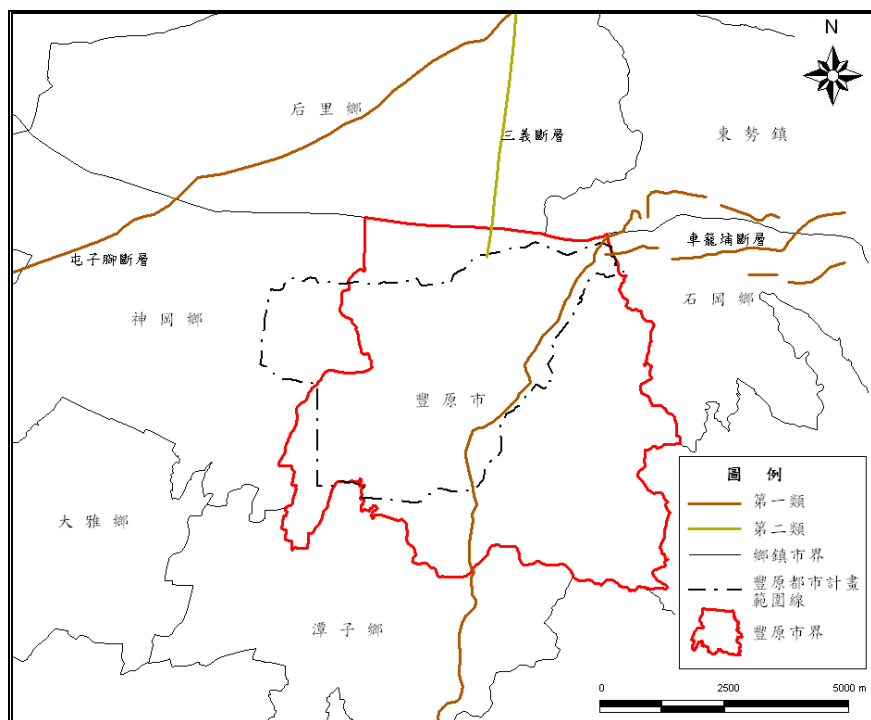 N
后里鄉
三義斷層
東勢鎮
車籠埔斷層
屯子腳斷層
石岡鄉
神岡鄉
豐原市
大雅鄉
潭子鄉
圖 例
第一類
第二類
鄉鎮市界
豐原都市計畫
範圍線
豐原市界
0 2500 5000 m